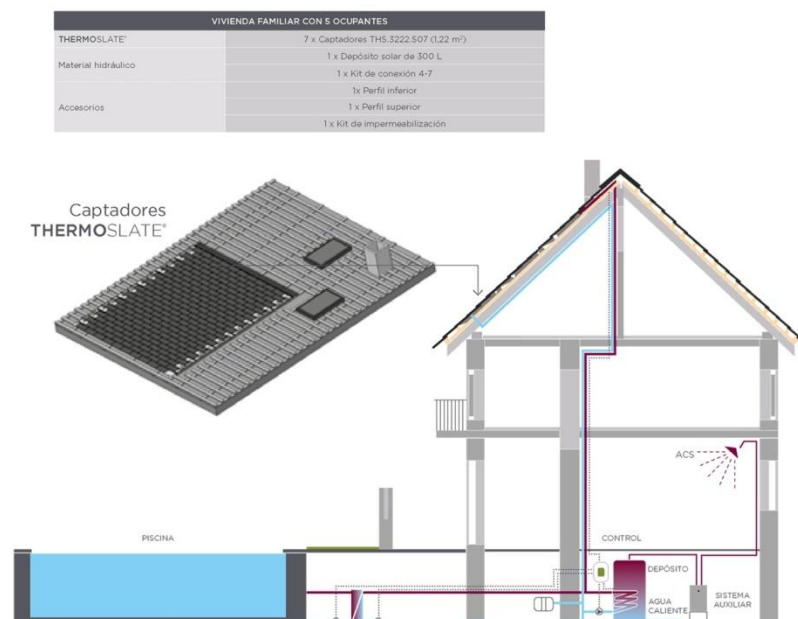 VIVIENDA FAMILIAR CON 5 OCUPANTES
THERMOSLATE® 7 x Captadores THS.3222.507 (1,22 m²)
Material hidráulico
1 x Depósito solar de 300 L
1 x Kit de conexión 4-7
Accesorios
1x Perfil inferior
1 x Perfil superior
1 x Kit de impermeabilización
Captadores
THERMOSLATE®
ACS
PISCINA
CONTROL
DEPÓSITO
AGUA
CALIENTE
SISTEMA
AUXILIAR